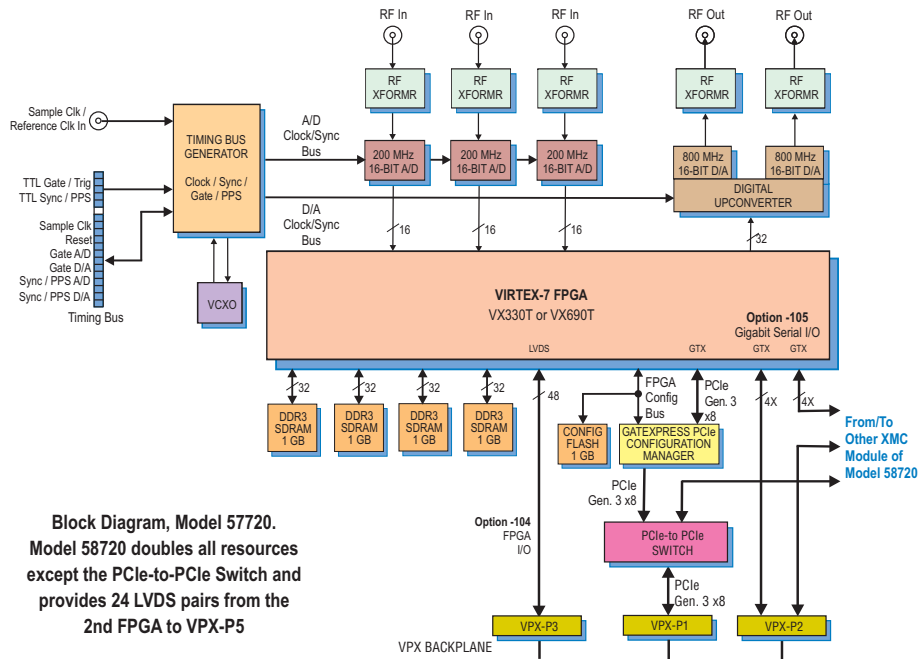 RF In
RF In
RF In
RF Out
RF Out
RF
XFORMR
RF
XFORMR
RF
XFORMR
RF
XFORMR
RF
XFORMR
Sample Clk /
Reference Clk In
TIMING BUS
GENERATOR
Clock / Sync /
Gate / PPS
A/D
Clock/Sync
Bus
200 MHz
16-BIT A/D
200 MHz
16-BIT A/D
200 MHz
16-BIT A/D
800 MHz
16-BIT D/A
800 MHz
16-BIT D/A
DIGITAL
UPCONVERTER
TTL Gate / Trig
TTL Sync / PPS
Sample Clk
Reset
Gate A/D
Gate D/A
Sync / PPS A/D
Sync / PPS D/A
Timing Bus
D/A
Clock/Sync
Bus
16
16
16
32
VCXO
VIRTEX-7 FPGA
VX330T or VX690T
Option -105
Gigabit Serial I/O
LVDS
GTX
GTX
GTX
32
32
32
32
48
FPGA
Config
Bus
PCIe
Gen. 3
x8
4X
4X
DDR3
SDRAM
1 GB
DDR3
SDRAM
1 GB
DDR3
SDRAM
1 GB
DDR3
SDRAM
1 GB
CONFIG
FLASH
1 GB
GATEXPRESS PCIe
CONFIGURATION
MANAGER
From/To
Other XMC
Module of
Model 58720
PCIe
Gen. 3 x8
Option -104
FPGA
I/O
PCIe-to PCIe
SWITCH
PCIe
Gen. 3 x8
Block Diagram, Model 57720.
Model 58720 doubles all resources
except the PCIe-to-PCIe Switch and
provides 24 LVDS pairs from the
2nd FPGA to VPX-P5
VPX-P3
VPX-P1
VPX-P2
VPX BACKPLANE